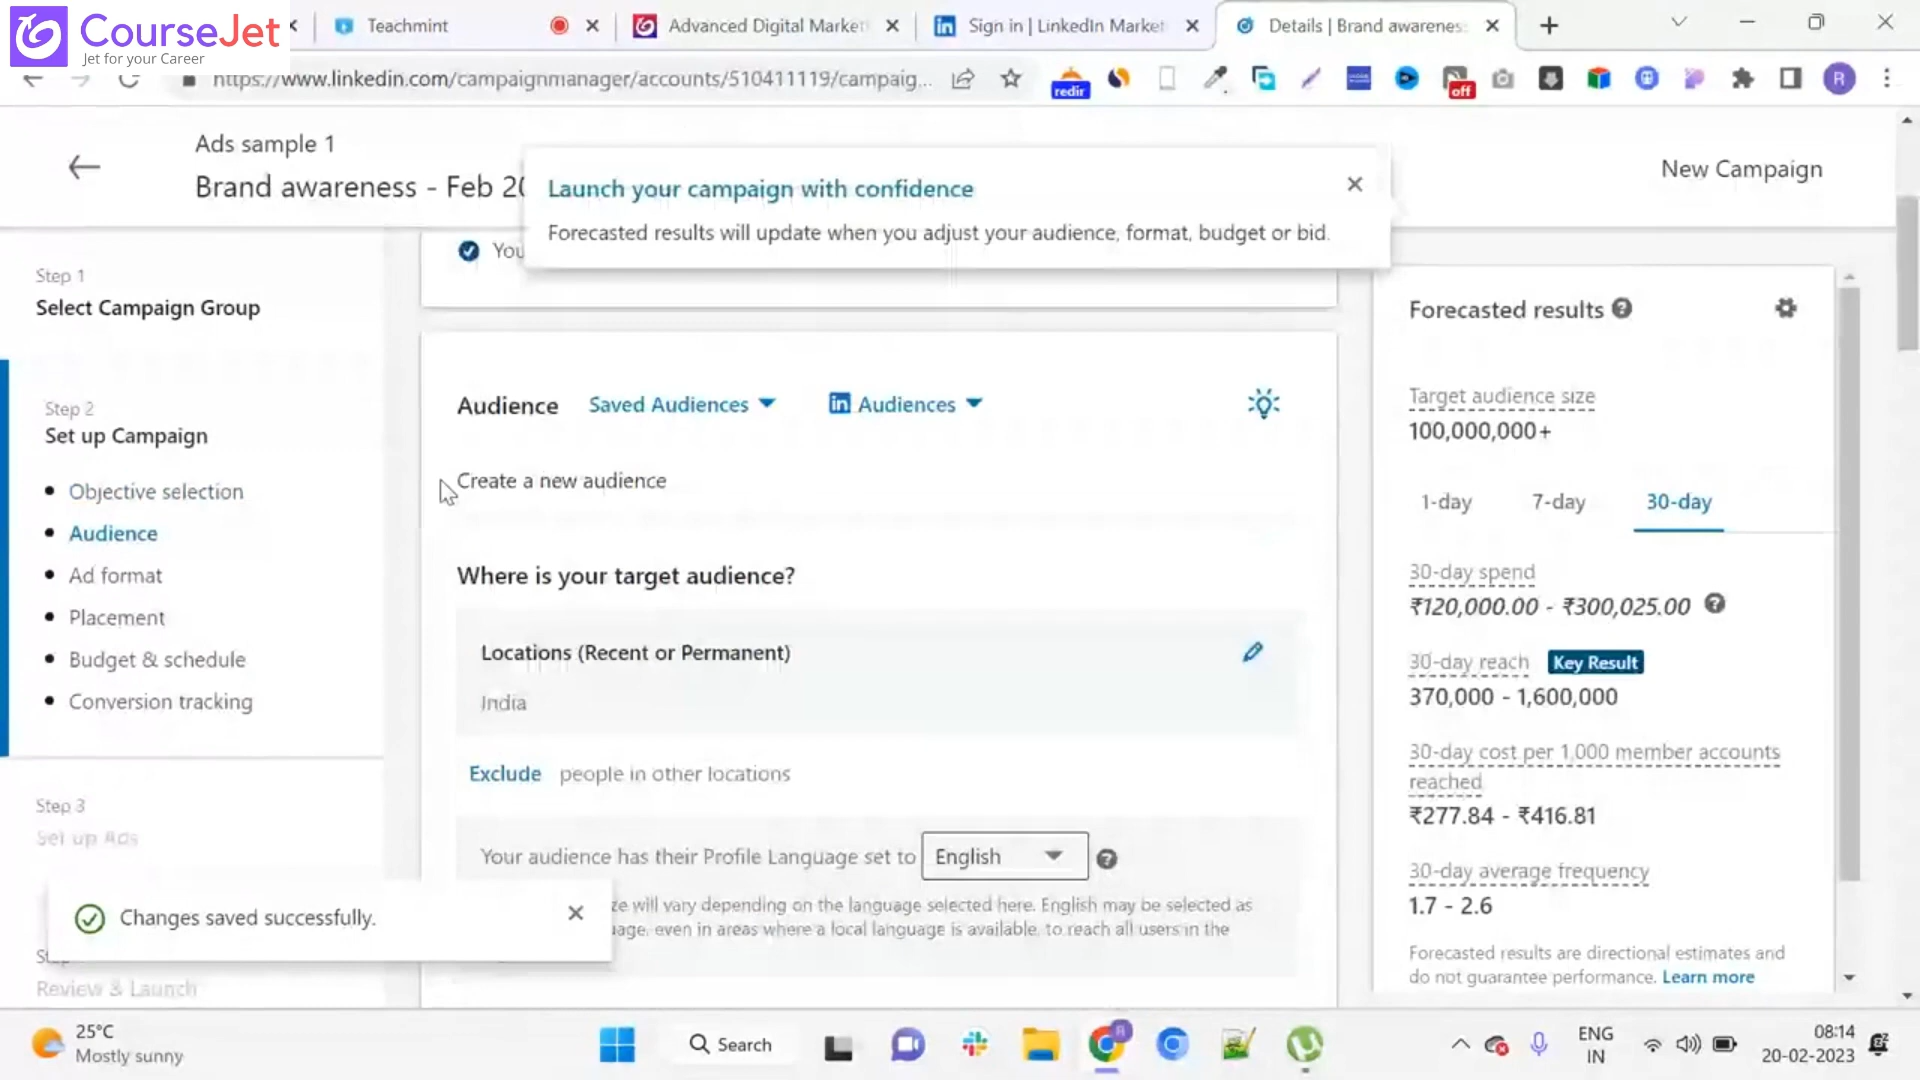 CourseJet
Jet for your Career
Teachmint
Advanced Digital Market
Sign in | LinkedIn Market
Details | Brand awarenes
https://www.linkedin.com/campaignmanager/accounts/510411119/campaig...
redir
off
R
Ads sample 1
Brand awareness - Feb 20
Launch your campaign with confidence
Forecasted results will update when you adjust your audience, format, budget or bid.
New Campaign
Step 1
Select Campaign Group
Step 2
Set up Campaign
Objective selection
Audience
Ad format
Placement
Budget & schedule
Conversion tracking
Step 3
Set up Ads
Review & Launch
Changes saved successfully.
You
Audience
Saved Audiences
in Audiences
Create a new audience
Where is your target audience?
Locations (Recent or Permanent)
India
Exclude people in other locations
Your audience has their Profile Language set to English
will vary depending on the language selected here. English may be selected as
even in areas where a local language is available, to reach all users in the
Forecasted results
Target audience size
100,000,000+
1-day 7-day 30-day
30-day spend
₹120,000.00 - ₹300,025.00
30-day reach Key Result
370,000 - 1,600,000
30-day cost per 1,000 member accounts
reached
₹277.84 - ₹416.81
30-day average frequency
1.7 - 2.6
Forecasted results are directional estimates and
do not guarantee performance. Learn more
25°C
Mostly sunny
Search
ENG
IN
08:14
20-02-2023